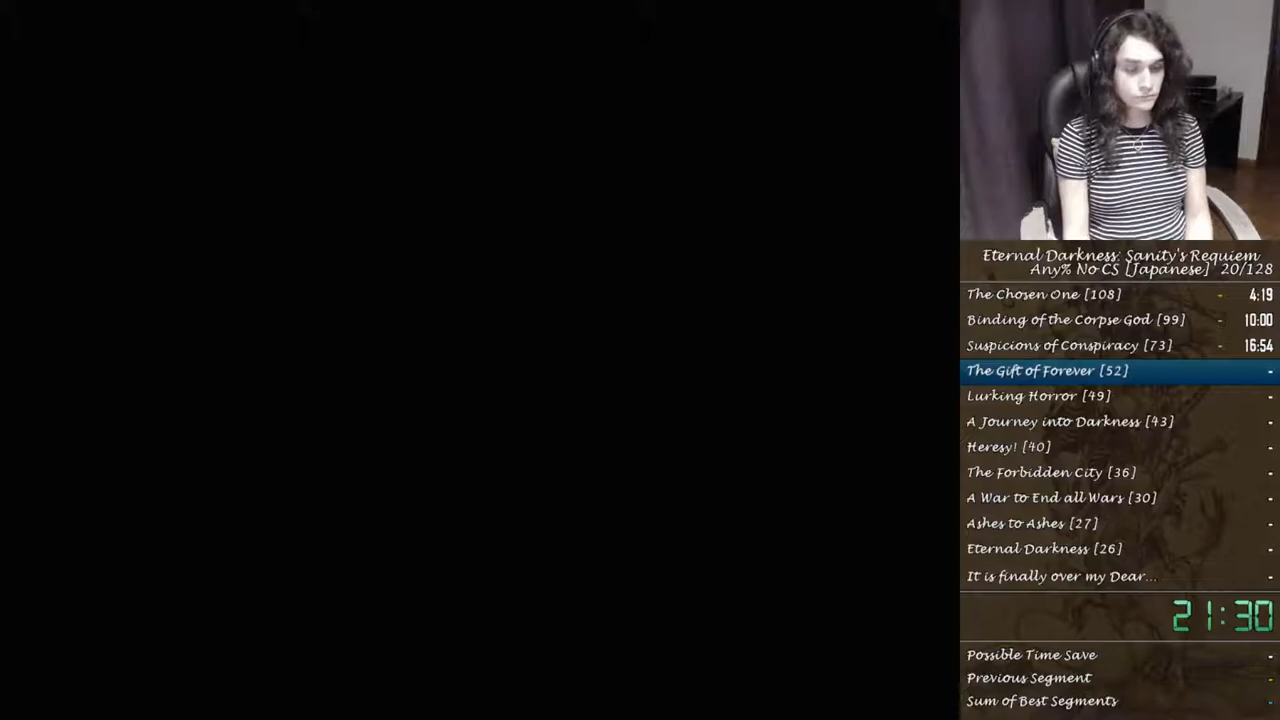 Eternal Darkness: Sanity's Requiem
Any% No CS [Japanese] 20/128
The Chosen One [108] - 4:19
Binding of the Corpse God [99] - 10:00
Suspicions of Conspiracy [73] - 16:54
The Gift of Forever [52] -
Lurking Horror [49] -
A Journey into Darkness [43] -
Heresy! [40] -
The Forbidden City [36] -
A War to End all Wars [30] -
Ashes to Ashes [27] -
Eternal Darkness [26] -
It is finally over my Dear... -
21:30
Possible Time Save -
Previous Segment -
Sum of Best Segments -